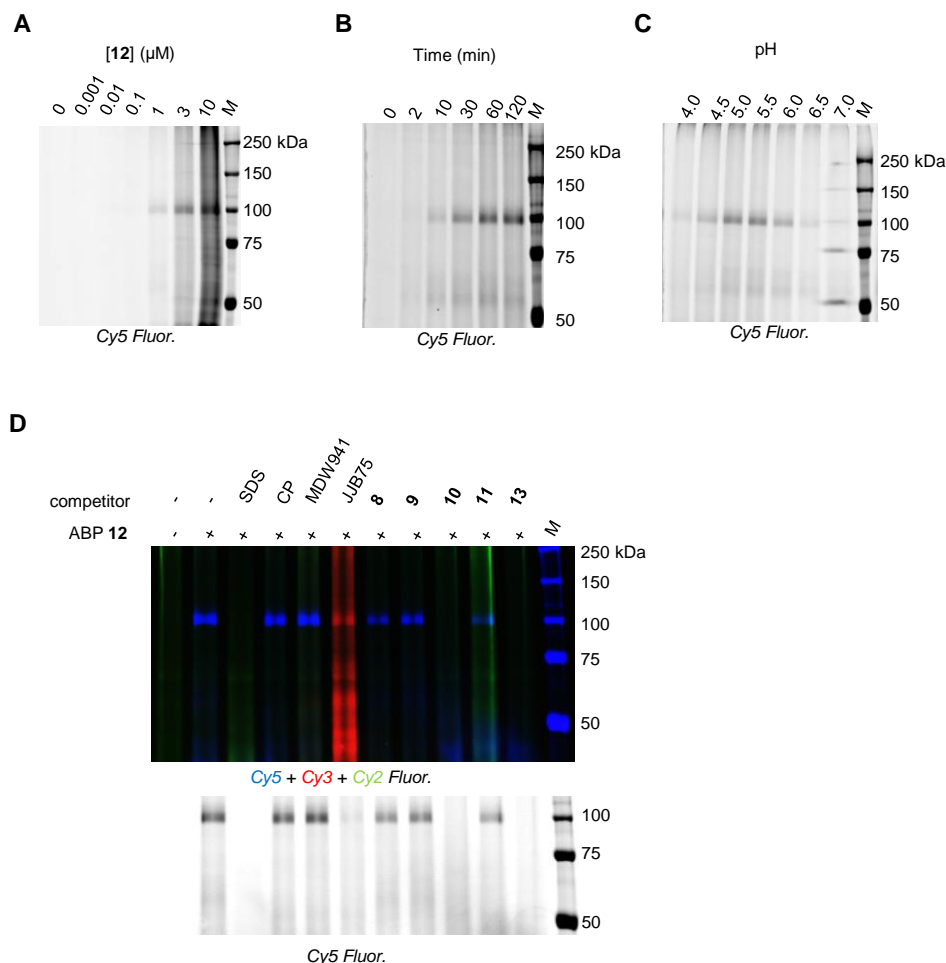 A
[12] (µM)
0 0.001 0.01 0.1 1 3 10 M
250 kDa
150
100
75
50
Cy5 Fluor.
B
Time (min)
0 2 10 30 60 120 M
250 kDa
150
100
75
50
Cy5 Fluor.
C
pH
4.0 4.5 5.0 5.5 6.0 6.5 7.0 M
250 kDa
150
100
75
50
Cy5 Fluor.
D
competitor - - SDS CP MDW941 JJB75 8 9 10 11 13
ABP 12 - + + + + + + + + + + M
250 kDa
150
100
75
50
Cy5 + Cy3 + Cy2 Fluor.
100
75
50
Cy5 Fluor.